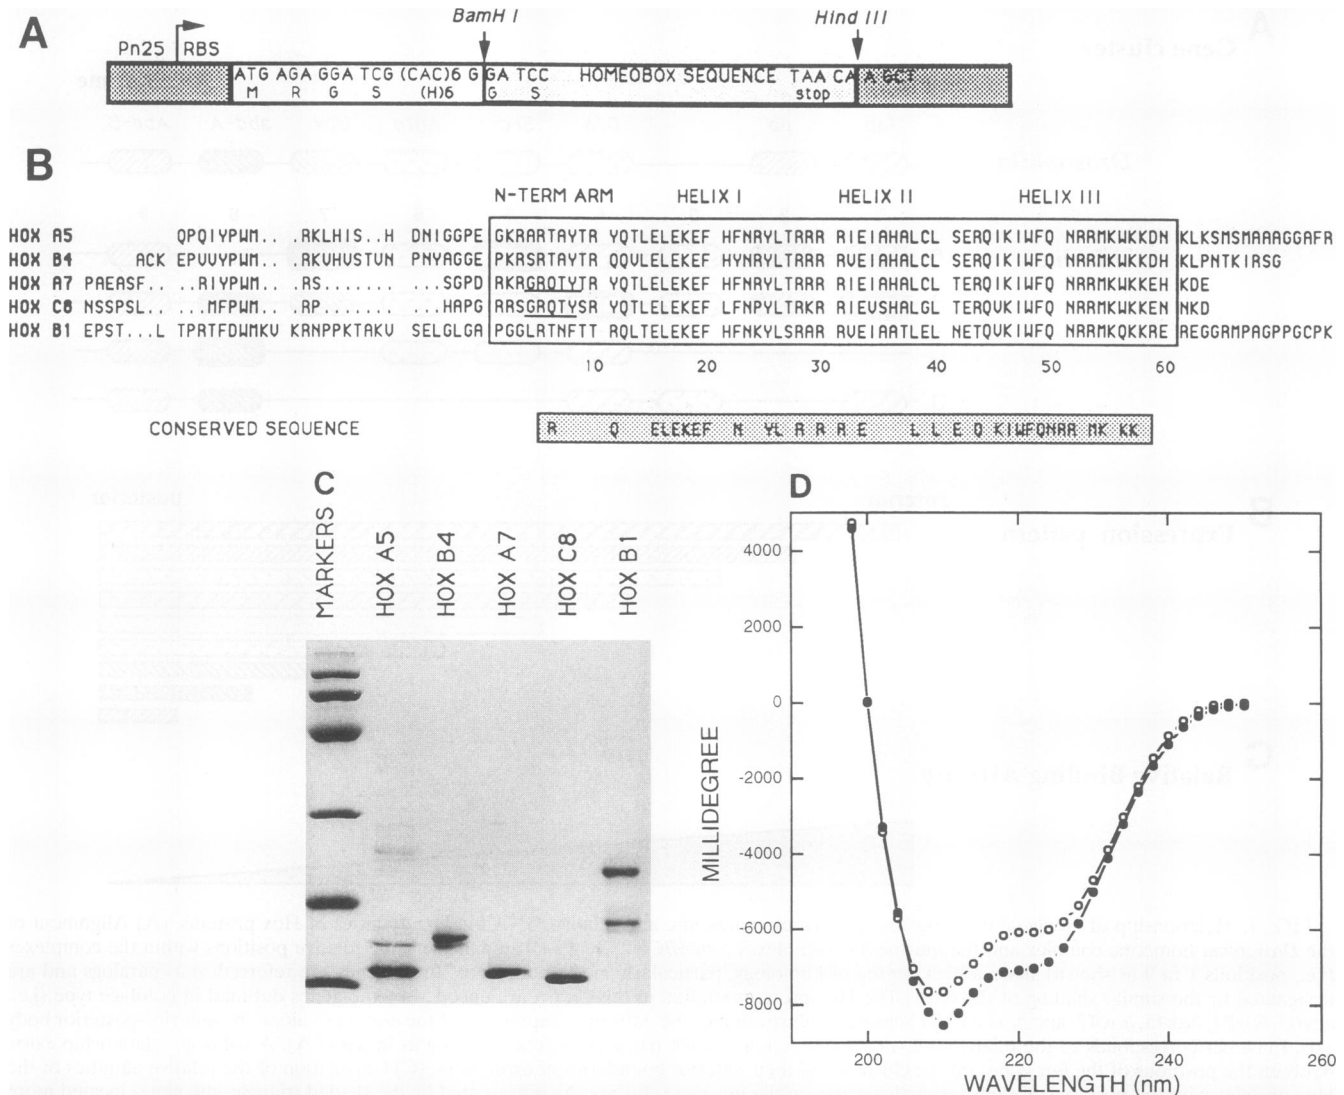 A
BamH I
Hind III
Pn25 RBS
ATG AGA GGA TCG (CAC)6 G GA TCC HOMEOBOX SEQUENCE TAA CA A GCT
M R G S (H)6 G S stop
B
N-TERM ARM HELIX I HELIX II HELIX III
HOX A5 QPQIYPWM.. .RKLHIS..H DNIGGPE GKRARTAYTR YQTLELEKEF HFNRYLTRRR RIEIAHALCL SERQIKIWFQ NRRMKWKKDN KLKSMSMAAAGGAFR
HOX B4 ACK EPVVYPWM.. .RKVHVSTVN PNYAGGE PKRSRTAYTR QQVLELEKEF HYNRYLTRRR RVEIAHALCL SERQIKIWFQ NRRMKWKKDH KLPNTKIRSG
HOX A7 PAEASF.... ..RIYPWM.. .RS....... ...SGPD RKRGRQTYTR YQTLELEKEF HFNRYLTRRR RIEIAHALCL TERQIKIWFQ NRRMKWKKEH KDE
HOX C8 NSSPSL.... ...MFPWM.. .RP....... ...HAPG RRSGRQTYSR YQTLELEKEF LFNPYLTRKR RIEVSHALGL TERQVKIWFQ NRRMKWKKEN NKD
HOX B1 EPST...L TPRTFDWMKV KRNPPKTAKV SELGLGA PGGLRTNFTT RQLTELEKEF HFNKYLSRAR RVEIAATLEL NETQVKIWFQ NRRMKQKKRE REGGRMPAGPPGCPK
10 20 30 40 50 60
CONSERVED SEQUENCE R Q ELEKEF N YL R R R E L L E Q KIWFQNRR MK KK
C
MARKERS
HOX A5
HOX B4
HOX A7
HOX C8
HOX B1
D
4000
2000
0
-2000
-4000
-6000
-8000
MILLIDEGREE
200 220 240 260
WAVELENGTH (nm)